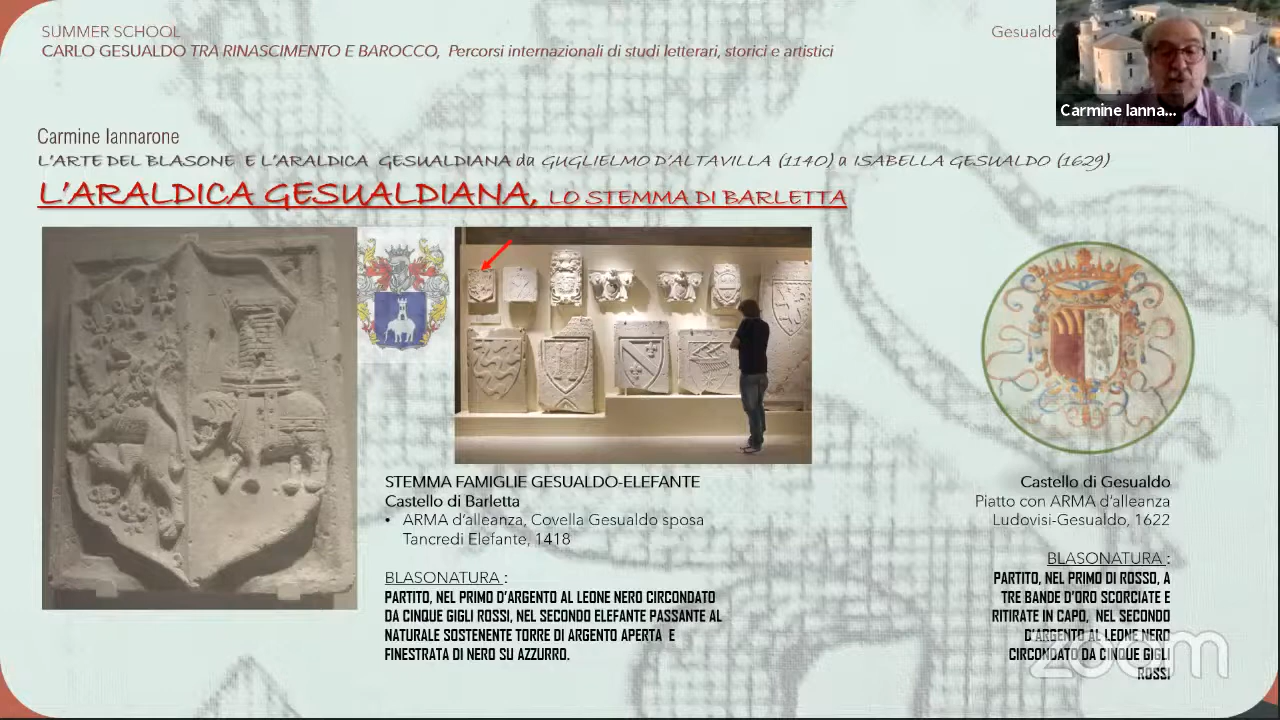 SUMMER SCHOOL
CARLO GESUALDO TRA RINASCIMENTO E BAROCCO, Percorsi internazionali di studi letterari, storici e artistici
Gesualdo
Carmine Ianna...
Carmine Iannarone
L'ARTE DEL BLASONE E L'ARALDICA GESUALDIANA da GUGLIELMO D'ALTAVILLA (1140) a ISABELLA GESUALDO (1629)
L'ARALDICA GESUALDIANA, LO STEMMA DI BARLETTA
STEMMA FAMIGLIE GESUALDO-ELEFANTE
Castello di Barletta
• ARMA d'alleanza, Covella Gesualdo sposa
Tancredi Elefante, 1418
BLASONATURA :
PARTITO, NEL PRIMO D'ARGENTO AL LEONE NERO CIRCONDATO
DA CINQUE GIGLI ROSSI, NEL SECONDO ELEFANTE PASSANTE AL
NATURALE SOSTENENTE TORRE DI ARGENTO APERTA E
FINESTRATA DI NERO SU AZZURRO.
Castello di Gesualdo
Piatto con ARMA d'alleanza
Ludovisi-Gesualdo, 1622
BLASONATURA :
PARTITO, NEL PRIMO DI ROSSO, A
TRE BANDE D'ORO SCORCIATE E
RITIRATE IN CAPO, NEL SECONDO
D'ARGENTO AL LEONE NERO
CIRCONDATO DA CINQUE GIGLI
ROSSI
zoom